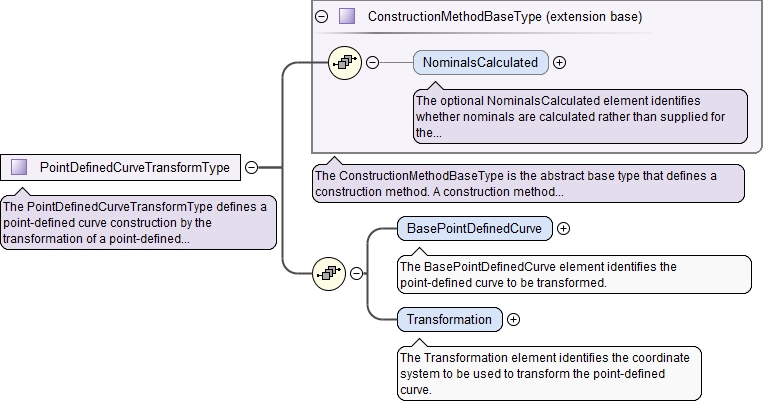 ConstructionMethodBaseType (extension base)
NominalsCalculated
The optional NominalsCalculated element identifies
whether nominals are calculated rather than supplied for
the...
PointDefinedCurveTransformType
The PointDefinedCurveTransformType defines a
point-defined curve construction by the
transformation of a point-defined...
The ConstructionMethodBaseType is the abstract base type that defines a
construction method. A construction method...
BasePointDefinedCurve
The BasePointDefinedCurve element identifies the
point-defined curve to be transformed.
Transformation
The Transformation element identifies the coordinate
system to be used to transform the point-defined
curve.